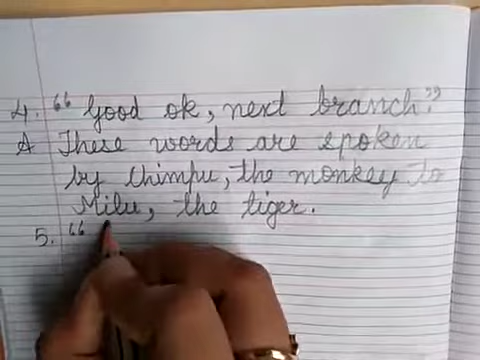 4. "Good ok, next branch?"
A These words are spoken
by Chimpu, the monkey to
Milu, the tiger.
5. "